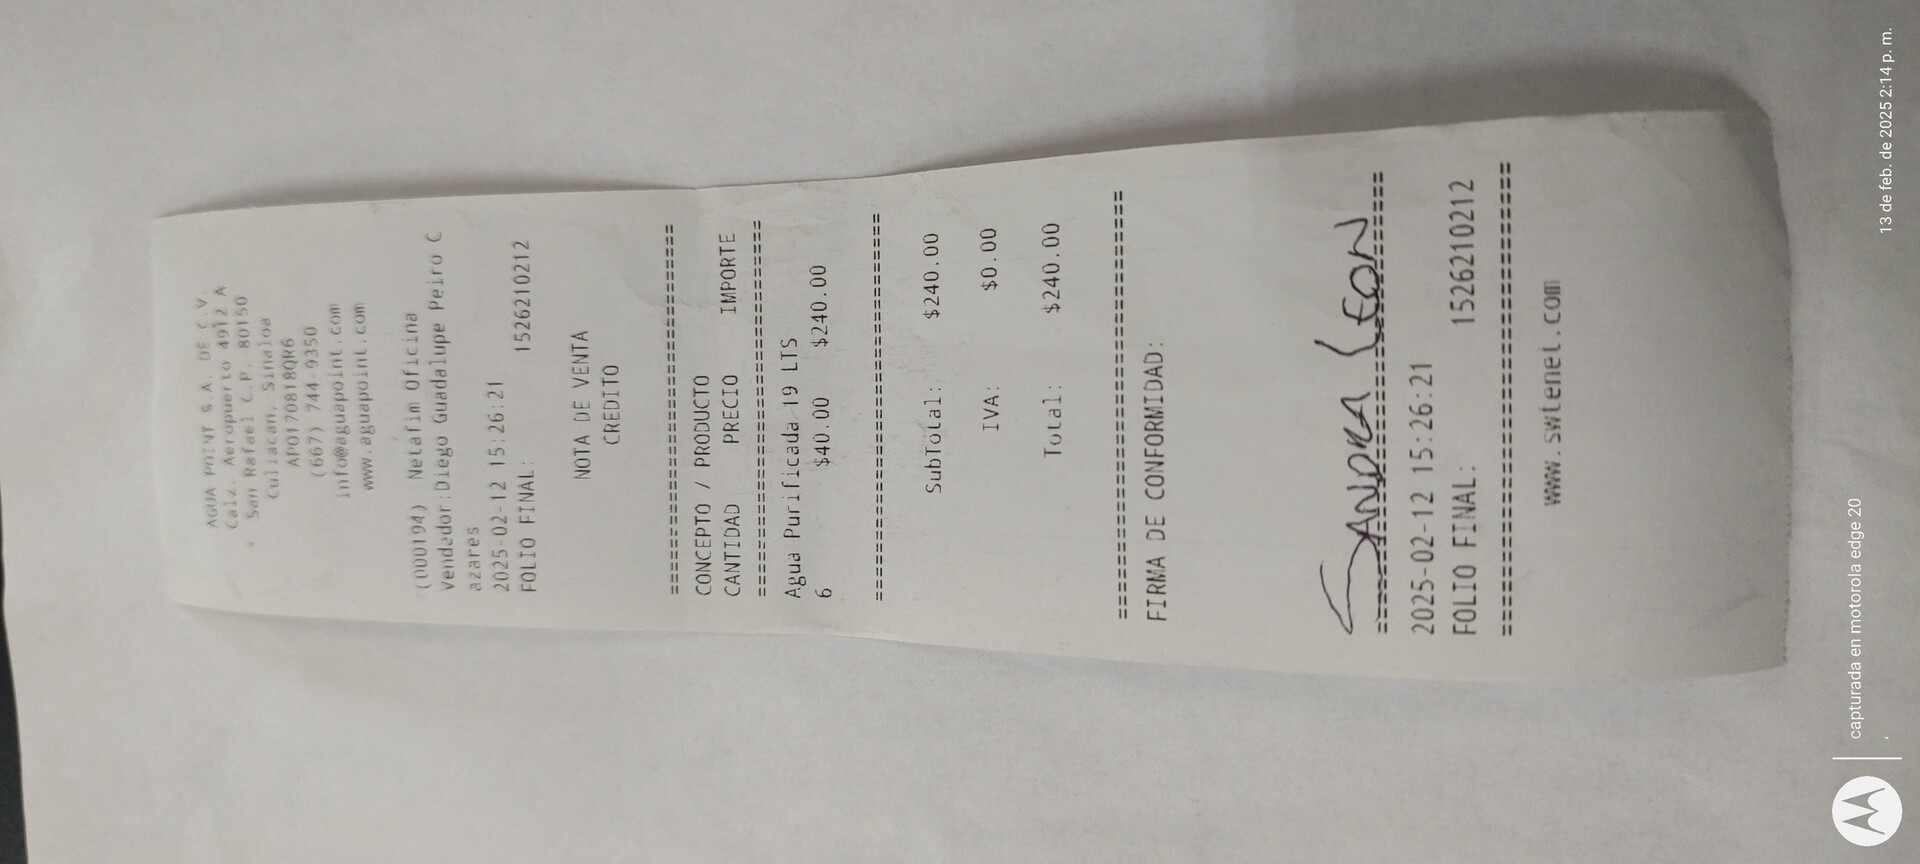 AGUA POINT S.A. DE C.V.
Calz. Aeropuerto 4912 A
San Rafael C.P. 80150
Culiacan, Sinaloa
APO170818QR6
(667) 744-9350
info@aguapoint.com
www.aguapoint.com
(000194) Netafim Oficina
Vendador:Diego Guadalupe Peiro C
azares
2025-02-12 15:26:21
FOLIO FINAL: 1526210212
NOTA DE VENTA
CREDITO
================================
CONCEPTO / PRODUCTO
CANTIDAD PRECIO IMPORTE
================================
Agua Purificada 19 LTS
6 $40.00 $240.00
================================
SubTotal: $240.00
IVA: $0.00
Total: $240.00
================================
FIRMA DE CONFORMIDAD:
SANDRA LEON
================================
2025-02-12 15:26:21
FOLIO FINAL: 1526210212
================================
www.swtenet.com
capturada en motorola edge 20
13 de feb. de 2025 2:14 p. m.